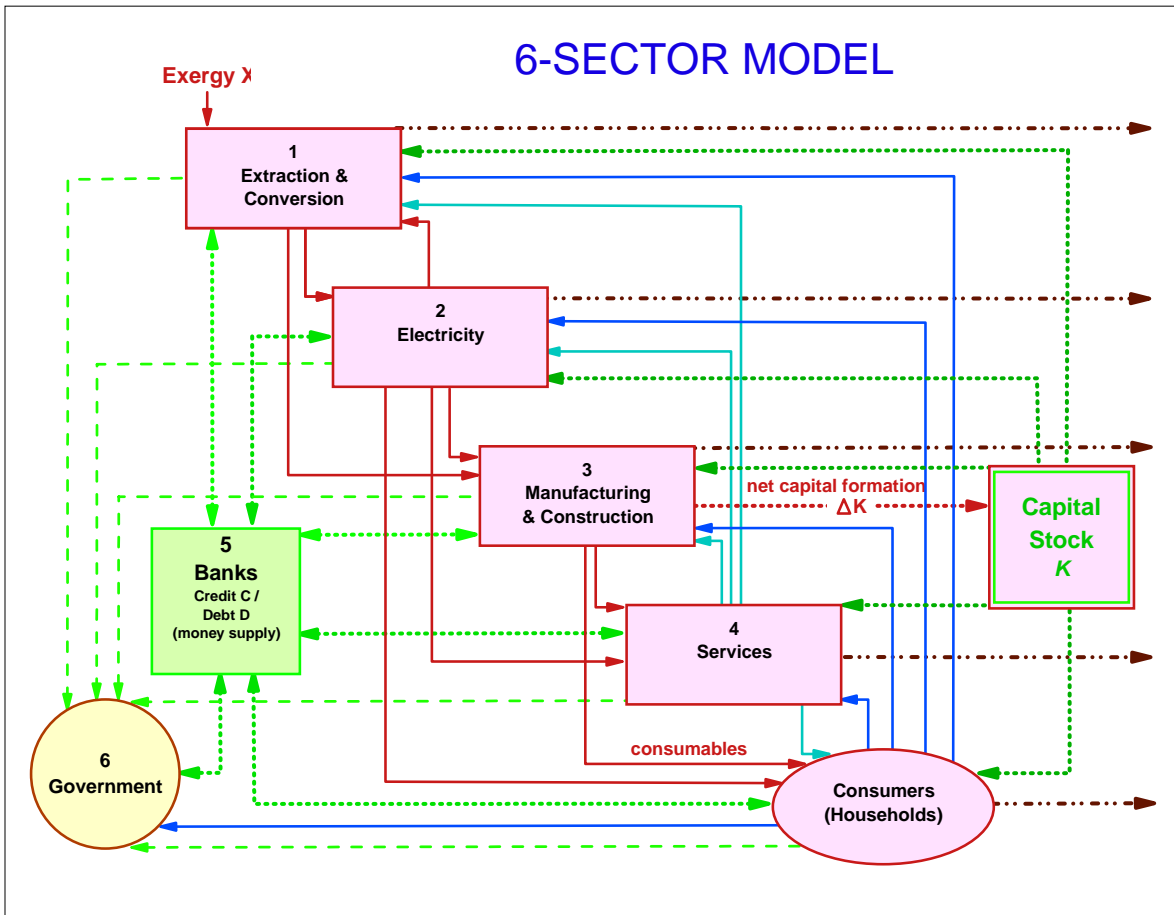 6-SECTOR MODEL
Exergy X
1
Extraction &
Conversion
2
Electricity
3
Manufacturing
& Construction
net capital formation
ΔK
Capital
Stock
K
5
Banks
Credit C /
Debt D
(money supply)
4
Services
6
Government
consumables
Consumers
(Households)